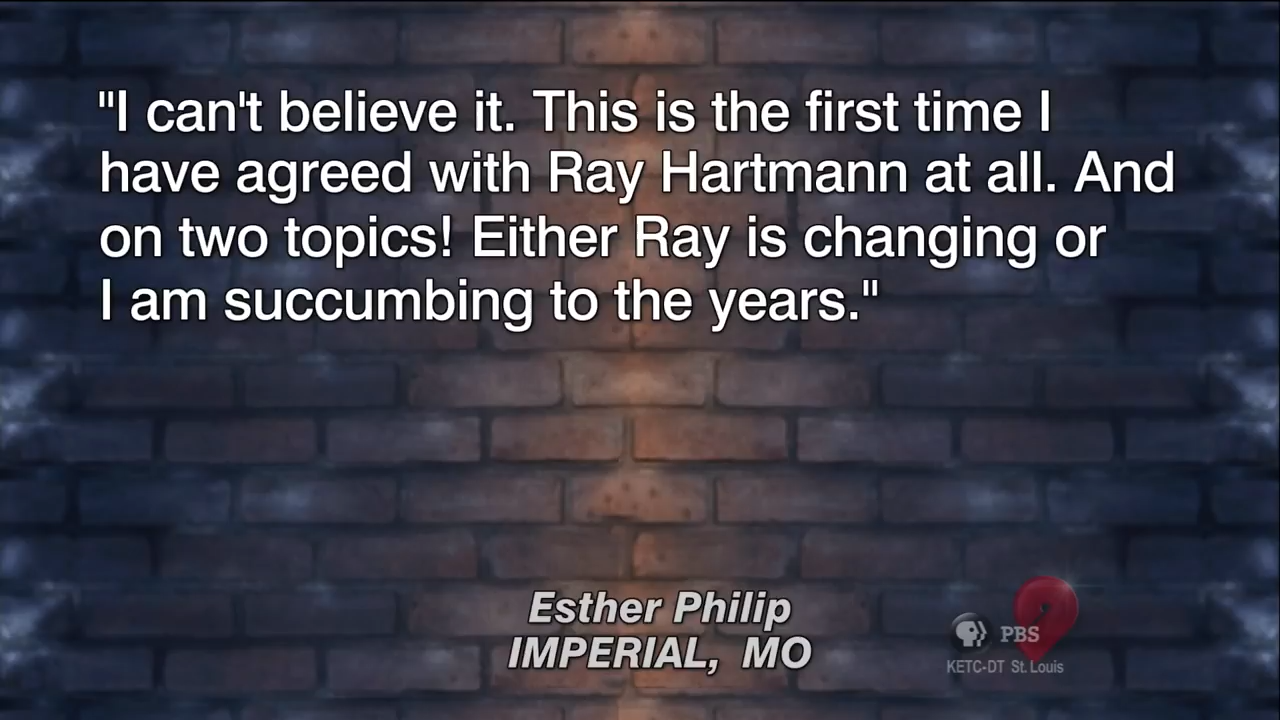 "I can't believe it. This is the first time I
have agreed with Ray Hartmann at all. And
on two topics! Either Ray is changing or
I am succumbing to the years."
Esther Philip
IMPERIAL, MO
PBS
KETC-DT St. Louis